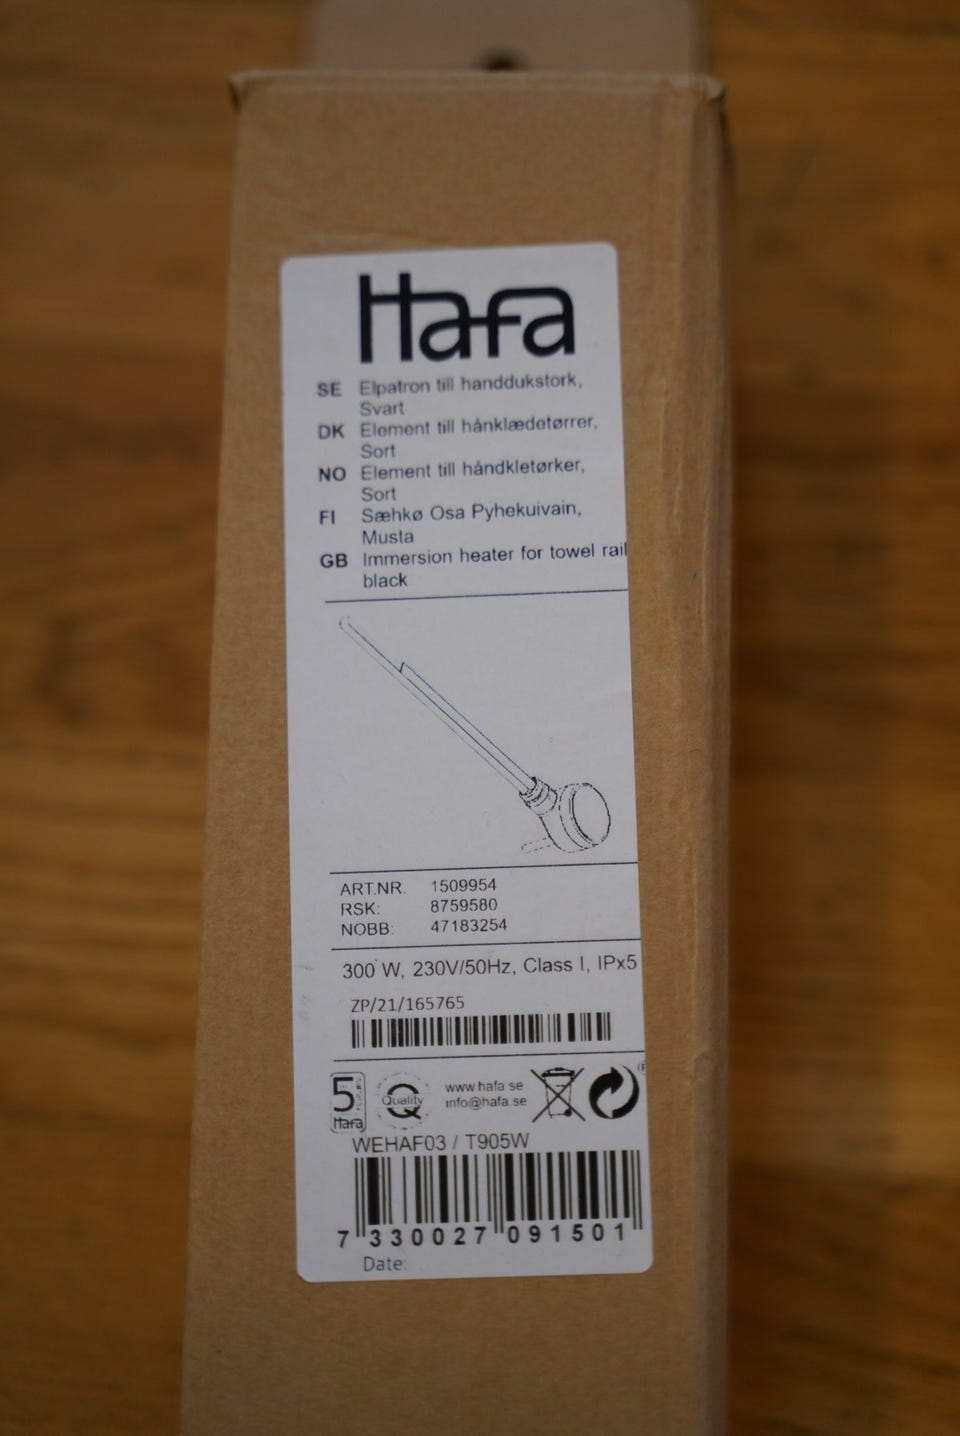 Hafa
SE Elpatron till handdukstork,
Svart
DK Element till hånklædetørrer,
Sort
NO Element till håndkletørker,
Sort
FI Sæhkø Osa Pyhekuivain,
Musta
GB Immersion heater for towel rail
black
ART.NR. 1509954
RSK: 8759580
NOBB: 47183254
300 W, 230V/50Hz, Class I, IPx5
ZP/21/165765
5
Hafa
Quality
www.hafa.se
info@hafa.se
WEHAF03 / T905W
7 330027 091501
Date: